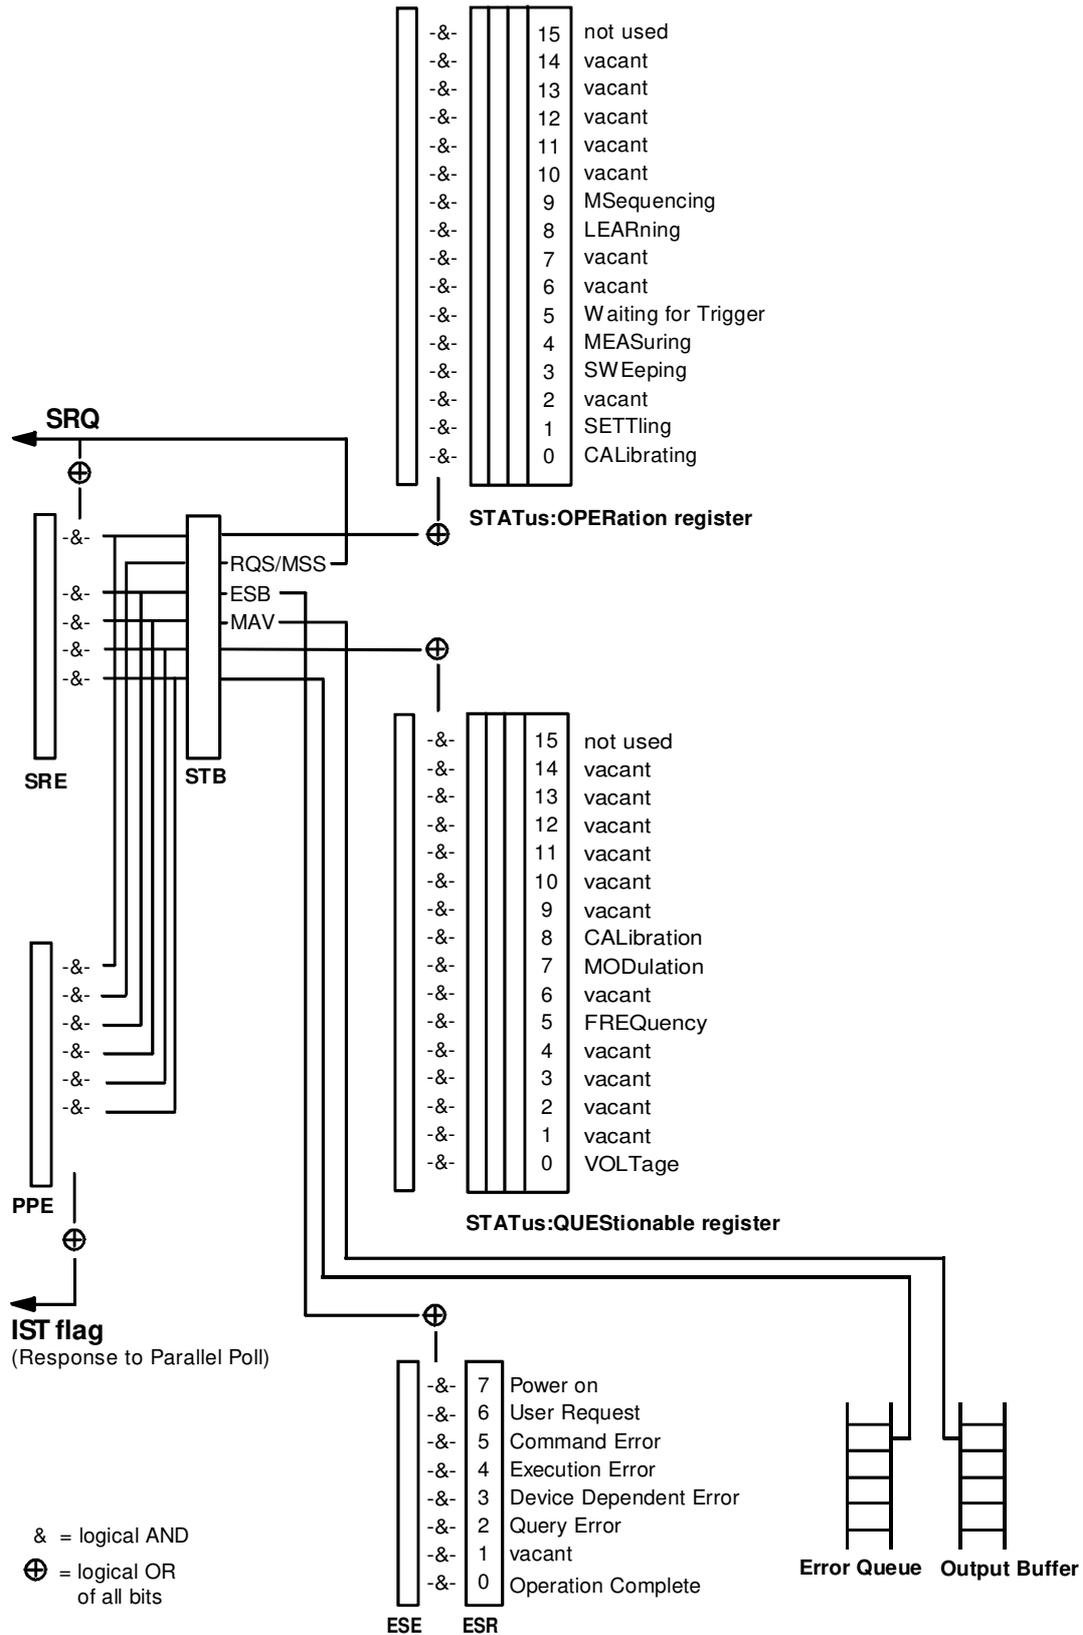 -&- 15 not used
-&- 14 vacant
-&- 13 vacant
-&- 12 vacant
-&- 11 vacant
-&- 10 vacant
-&- 9 MSequencing
-&- 8 LEARning
-&- 7 vacant
-&- 6 vacant
-&- 5 Waiting for Trigger
-&- 4 MEASuring
-&- 3 SWEeping
-&- 2 vacant
-&- 1 SETTling
-&- 0 CALibrating
STATus:OPERation register
SRQ
-&-
-&-
-&-
-&-
-&-
RQS/MSS
ESB
MAV
SRE
STB
-&- 15 not used
-&- 14 vacant
-&- 13 vacant
-&- 12 vacant
-&- 11 vacant
-&- 10 vacant
-&- 9 vacant
-&- 8 CALibration
-&- 7 MODulation
-&- 6 vacant
-&- 5 FREQuency
-&- 4 vacant
-&- 3 vacant
-&- 2 vacant
-&- 1 vacant
-&- 0 VOLTage
STATus:QUEStionable register
-&-
-&-
-&-
-&-
-&-
-&-
PPE
IST flag
(Response to Parallel Poll)
-&- 7 Power on
-&- 6 User Request
-&- 5 Command Error
-&- 4 Execution Error
-&- 3 Device Dependent Error
-&- 2 Query Error
-&- 1 vacant
-&- 0 Operation Complete
ESE
ESR
Error Queue
Output Buffer
& = logical AND
⊕ = logical OR
of all bits